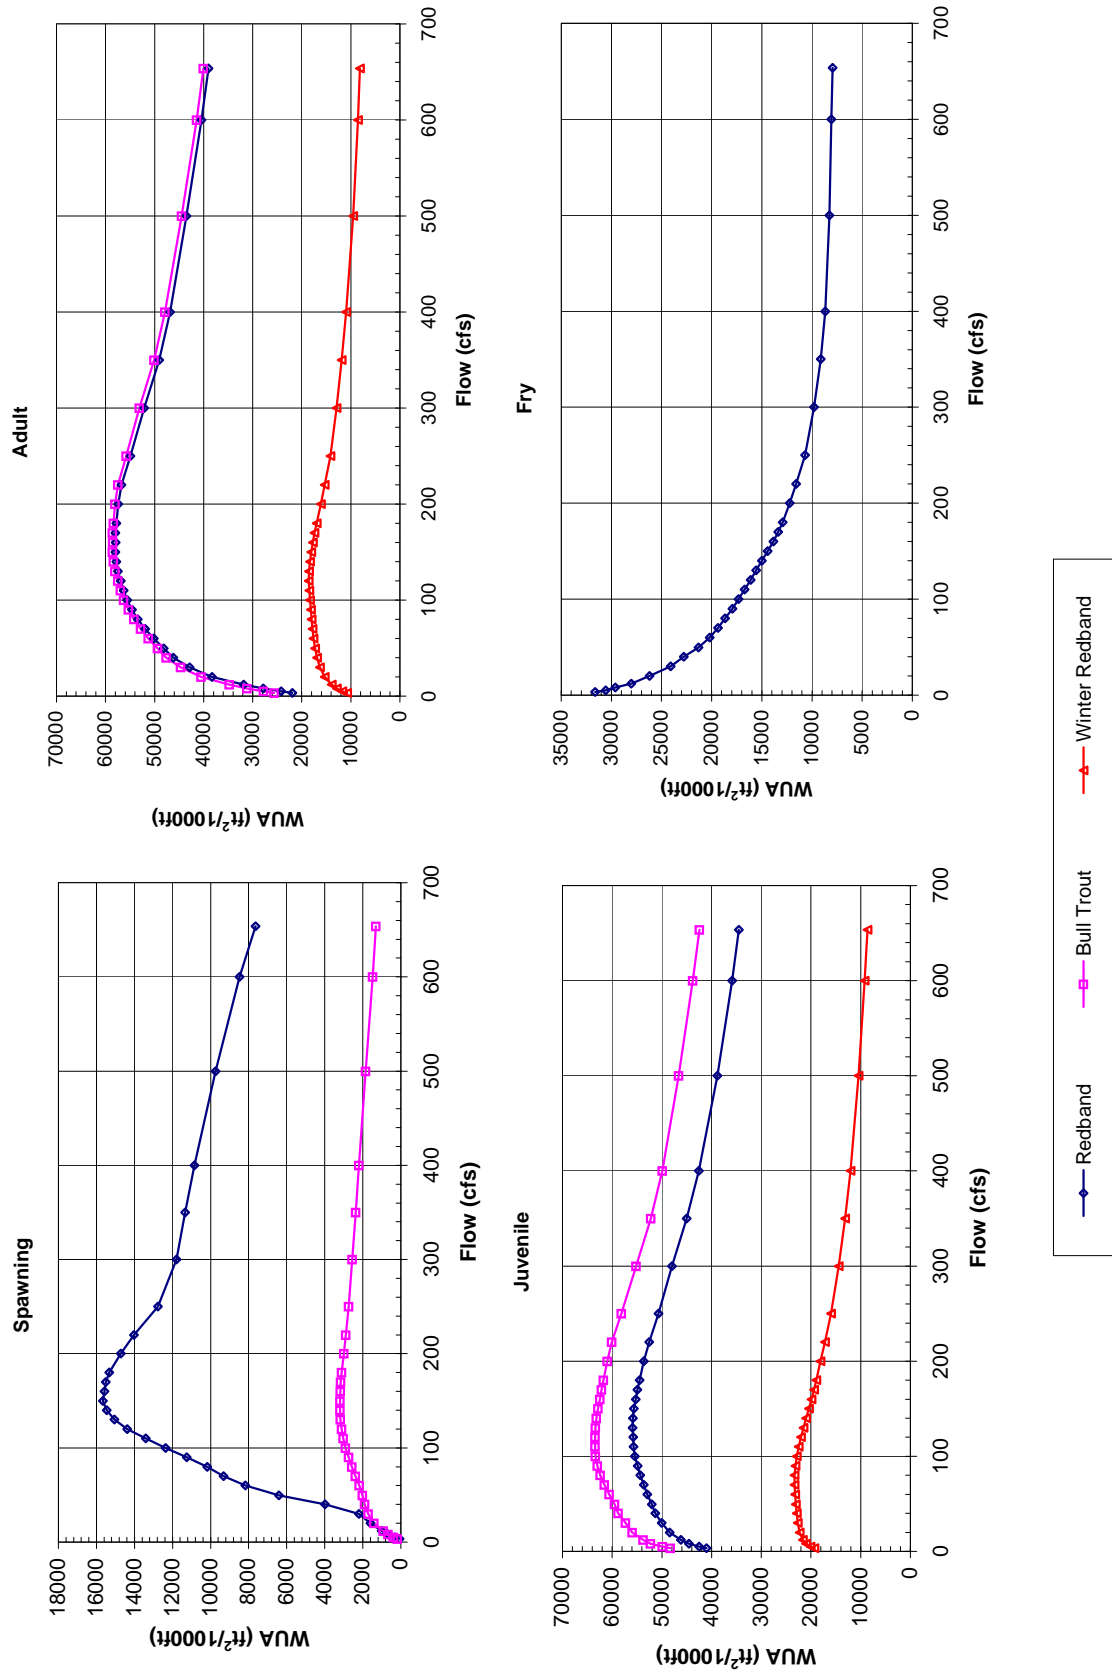 Spawning
18000
16000
14000
12000
10000
8000
6000
4000
2000
0
WUA (ft²/1000ft)
0 100 200 300 400 500 600 700
Flow (cfs)
Adult
70000
60000
50000
40000
30000
20000
10000
0
WUA (ft²/1000ft)
0 100 200 300 400 500 600 700
Flow (cfs)
Juvenile
70000
60000
50000
40000
30000
20000
10000
0
WUA (ft²/1000ft)
0 100 200 300 400 500 600 700
Flow (cfs)
Fry
35000
30000
25000
20000
15000
10000
5000
0
WUA (ft²/1000ft)
0 100 200 300 400 500 600 700
Flow (cfs)
Redband Bull Trout Winter Redband